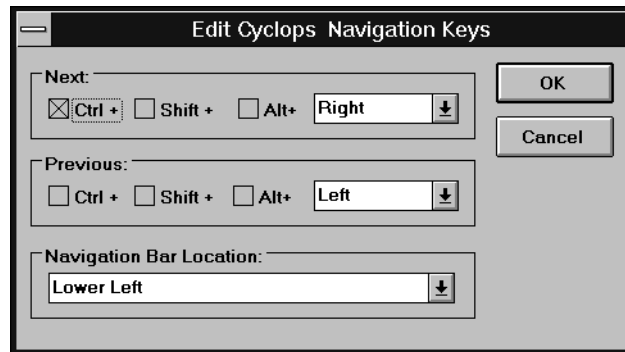 Edit Cyclops Navigation Keys
Next:
Ctrl + Shift + Alt+ Right
OK
Cancel
Previous:
Ctrl + Shift + Alt+ Left
Navigation Bar Location:
Lower Left